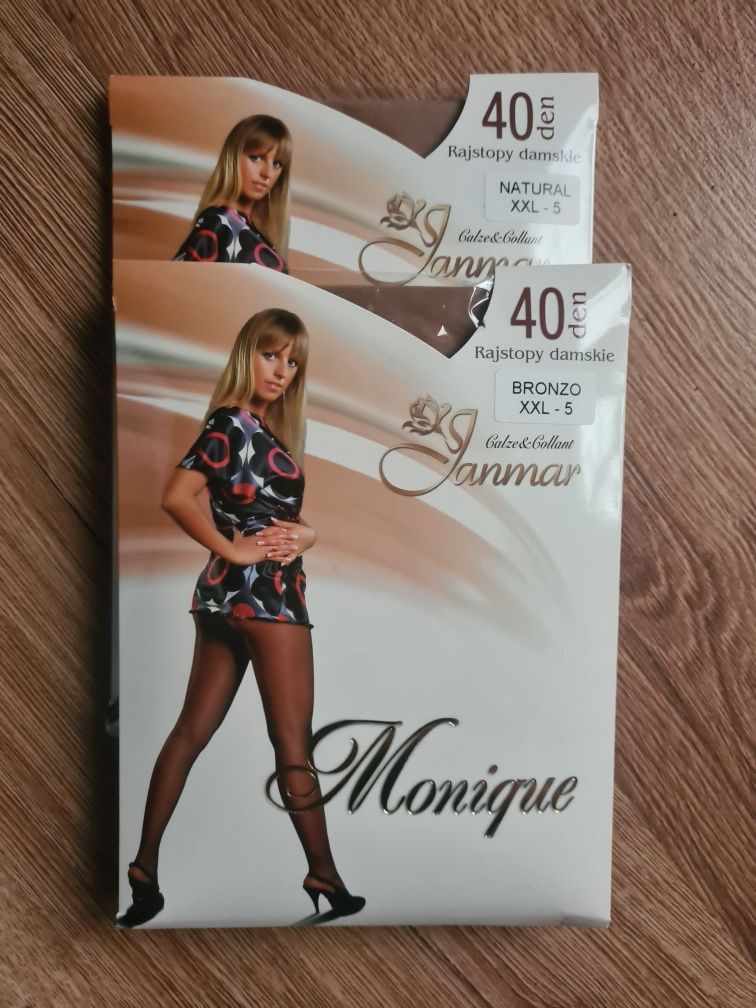 40 den
Rajstopy damskie
NATURAL
XXL - 5
Calze&Collant
Janmar
40 den
Rajstopy damskie
BRONZO
XXL - 5
Calze&Collant
Janmar
Monique